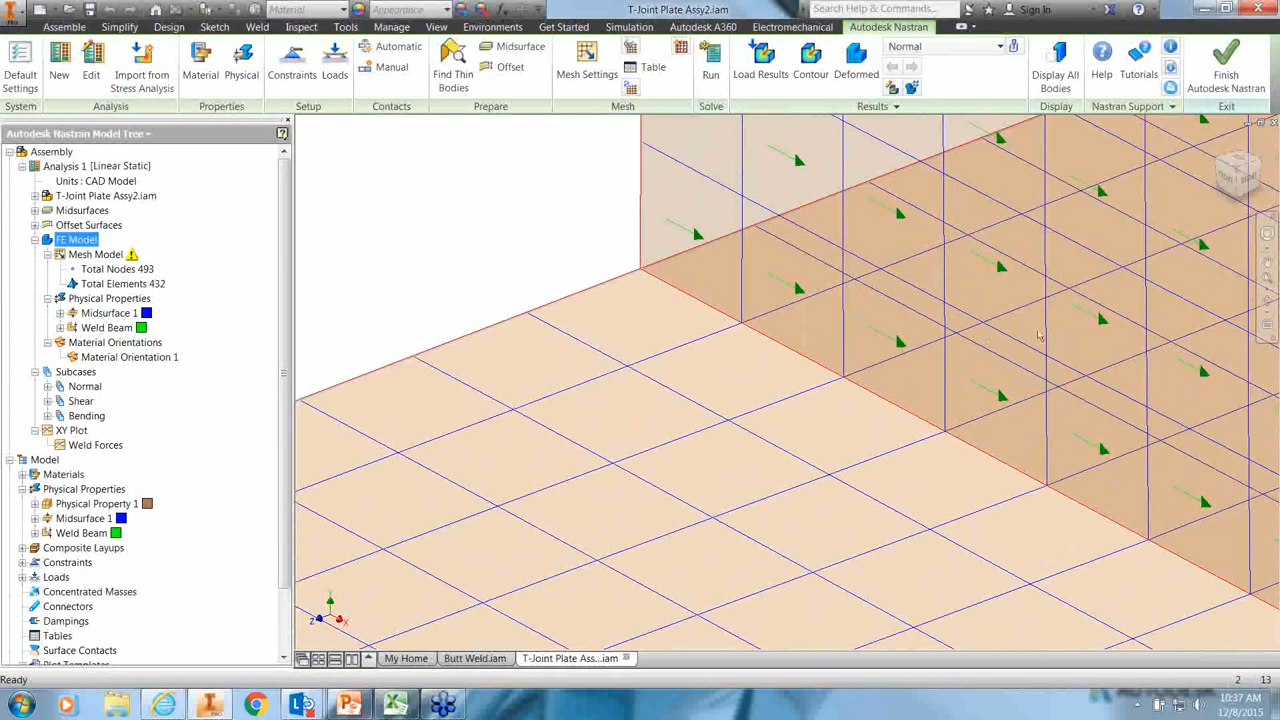 Material
Appearance
T-Joint Plate Assy2.iam
Search Help & Commands...
Sign In
PRO
Assembly Simplify Design Sketch Weld Inspect Tools Manage View Environments Get Started Simulation Autodesk A360 Electromechanical Autodesk Nastran
Default Settings
New
Edit
Import from Stress Analysis
Material
Physical
Constraints
Loads
Automatic
Manual
Find Thin Bodies
Midsurface
Offset
Mesh Settings
Table
Run
Load Results
Contour
Deformed
Normal
Display All Bodies
Help
Tutorials
Finish Autodesk Nastran
System Analysis Properties Setup Contacts Prepare Mesh Solve Results Display Nastran Support Exit
Autodesk Nastran Model Tree
Assembly
Analysis 1 [Linear Static]
Units : CAD Model
T-Joint Plate Assy2.iam
Midsurfaces
Offset Surfaces
FE Model
Mesh Model
Total Nodes 493
Total Elements 432
Physical Properties
Midsurface 1
Weld Beam
Material Orientations
Material Orientation 1
Subcases
Normal
Shear
Bending
XY Plot
Weld Forces
Model
Materials
Physical Properties
Physical Property 1
Midsurface 1
Weld Beam
Composite Layups
Constraints
Loads
Concentrated Masses
Connectors
Dampings
Tables
Surface Contacts
Plot Templates
Y
Z
X
My Home Butt Weld.iam T-Joint Plate Ass...iam
Ready
2 13
10:37 AM
12/8/2015